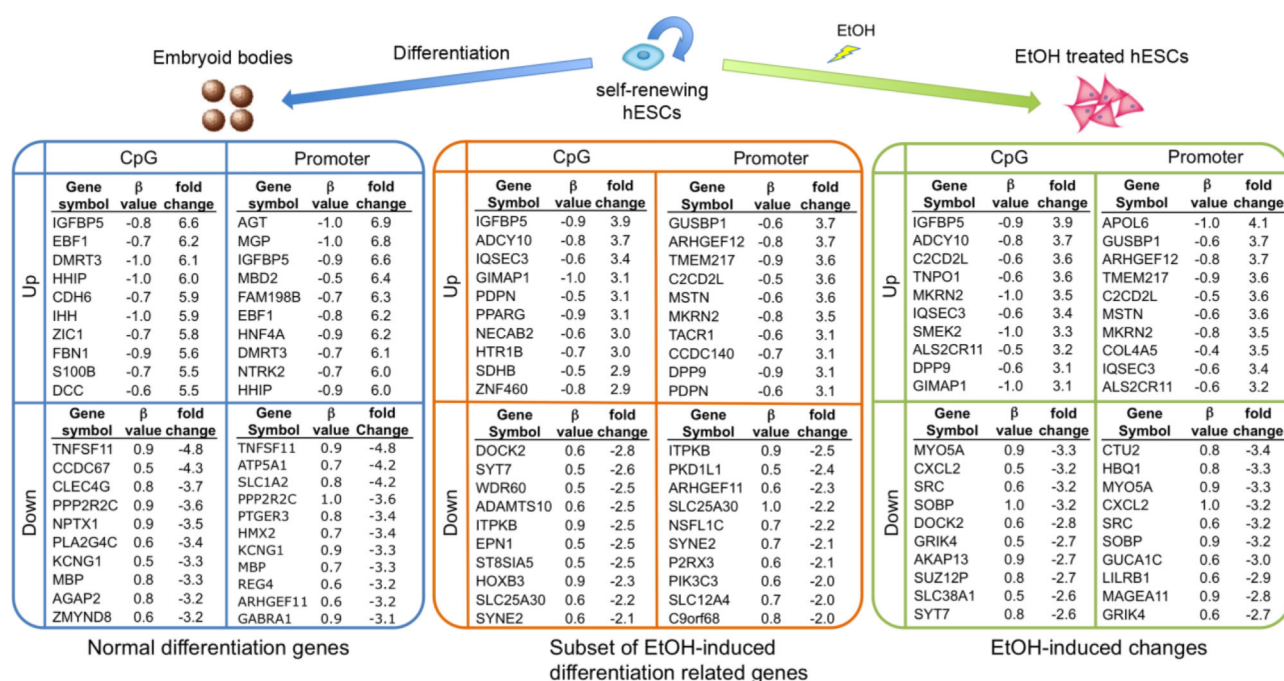 EtOH
Embryoid bodies
Differentiation
EtOH treated hESCs
self-renewing
hESCs
CpG Promoter
Up
Gene β fold Gene β fold
symbol value change symbol value change
IGFBP5 -0.8 6.6 AGT -1.0 6.9
EBF1 -0.7 6.2 MGP -1.0 6.8
DMRT3 -1.0 6.1 IGFBP5 -0.9 6.6
HHIP -1.0 6.0 MBD2 -0.5 6.4
CDH6 -0.7 5.9 FAM198B -0.7 6.3
IHH -1.0 5.9 EBF1 -0.8 6.2
ZIC1 -0.7 5.8 HNF4A -0.9 6.2
FBN1 -0.9 5.6 DMRT3 -0.7 6.1
S100B -0.7 5.5 NTRK2 -0.7 6.0
DCC -0.6 5.5 HHIP -0.9 6.0
Down
Gene β fold Gene β fold
Symbol value change Symbol value change
TNFSF11 0.9 -4.8 TNFSF11 0.9 -4.8
CCDC67 0.5 -4.3 ATP5A1 0.7 -4.2
CLEC4G 0.8 -3.7 SLC1A2 0.8 -4.2
PPP2R2C 0.9 -3.6 PPP2R2C 1.0 -3.6
NPTX1 0.9 -3.5 PTGER3 0.8 -3.4
PLA2G4C 0.6 -3.4 HMX2 0.7 -3.4
KCNG1 0.5 -3.3 KCNG1 0.9 -3.3
MBP 0.8 -3.3 MBP 0.7 -3.3
AGAP2 0.8 -3.2 REG4 0.6 -3.2
ZMYND8 0.6 -3.2 ARHGEF11 0.6 -3.2
GABRA1 0.9 -3.1
Normal differentiation genes
CpG Promoter
Up
Gene β fold Gene β fold
Symbol value change Symbol value change
IGFBP5 -0.9 3.9 GUSBP1 -0.6 3.7
ADCY10 -0.8 3.7 ARHGEF12 -0.8 3.7
IQSEC3 -0.6 3.4 TMEM217 -0.9 3.6
GIMAP1 -1.0 3.1 C2CD2L -0.5 3.6
PDPN -0.5 3.1 MSTN -0.6 3.6
PPARG -0.9 3.1 MKRN2 -0.8 3.5
NECAB2 -0.6 3.0 TACR1 -0.6 3.1
HTR1B -0.7 3.0 CCDC140 -0.7 3.1
SDHB -0.5 2.9 DPP9 -0.9 3.1
ZNF460 -0.8 2.9 PDPN -0.6 3.1
Down
Gene β fold Gene β fold
Symbol value change Symbol value change
DOCK2 0.6 -2.8 ITPKB 0.9 -2.5
SYT7 0.5 -2.6 PKD1L1 0.5 -2.4
WDR60 0.5 -2.5 ARHGEF11 0.6 -2.3
ADAMTS10 0.6 -2.5 SLC25A30 1.0 -2.2
ITPKB 0.9 -2.5 NSFL1C 0.7 -2.2
EPN1 0.5 -2.5 SYNE2 0.7 -2.1
ST8SIA5 0.5 -2.5 P2RX3 0.6 -2.1
HOXB3 0.9 -2.3 PIK3C3 0.6 -2.0
SLC25A30 0.6 -2.2 SLC12A4 0.7 -2.0
SYNE2 0.6 -2.1 C9orf68 0.8 -2.0
Subset of EtOH-induced
differentiation related genes
CpG Promoter
Up
Gene β fold Gene β fold
Symbol value change Symbol value change
IGFBP5 -0.9 3.9 APOL6 -1.0 4.1
ADCY10 -0.8 3.7 GUSBP1 -0.6 3.7
C2CD2L -0.6 3.6 ARHGEF12 -0.8 3.7
TNPO1 -0.6 3.6 TMEM217 -0.9 3.6
MKRN2 -1.0 3.5 C2CD2L -0.5 3.6
IQSEC3 -0.6 3.4 MSTN -0.6 3.6
SMEK2 -1.0 3.3 MKRN2 -0.8 3.5
ALS2CR11 -0.5 3.2 COL4A5 -0.4 3.5
DPP9 -0.6 3.1 IQSEC3 -0.6 3.4
GIMAP1 -1.0 3.1 ALS2CR11 -0.6 3.2
Down
Gene β fold Gene β fold
Symbol value change Symbol value change
MYO5A 0.9 -3.3 CTU2 0.8 -3.4
CXCL2 0.5 -3.2 HBQ1 0.8 -3.3
SRC 0.6 -3.2 MYO5A 0.9 -3.3
SOBP 1.0 -3.2 CXCL2 1.0 -3.2
DOCK2 0.6 -2.8 SRC 0.6 -3.2
GRIK4 0.5 -2.7 SOBP 0.9 -3.2
AKAP13 0.9 -2.7 GUCA1C 0.6 -3.0
SUZ12P 0.8 -2.7 LILRB1 0.6 -2.9
SLC38A1 0.5 -2.6 MAGEA11 0.9 -2.8
SYT7 0.8 -2.6 GRIK4 0.6 -2.7
EtOH-induced changes